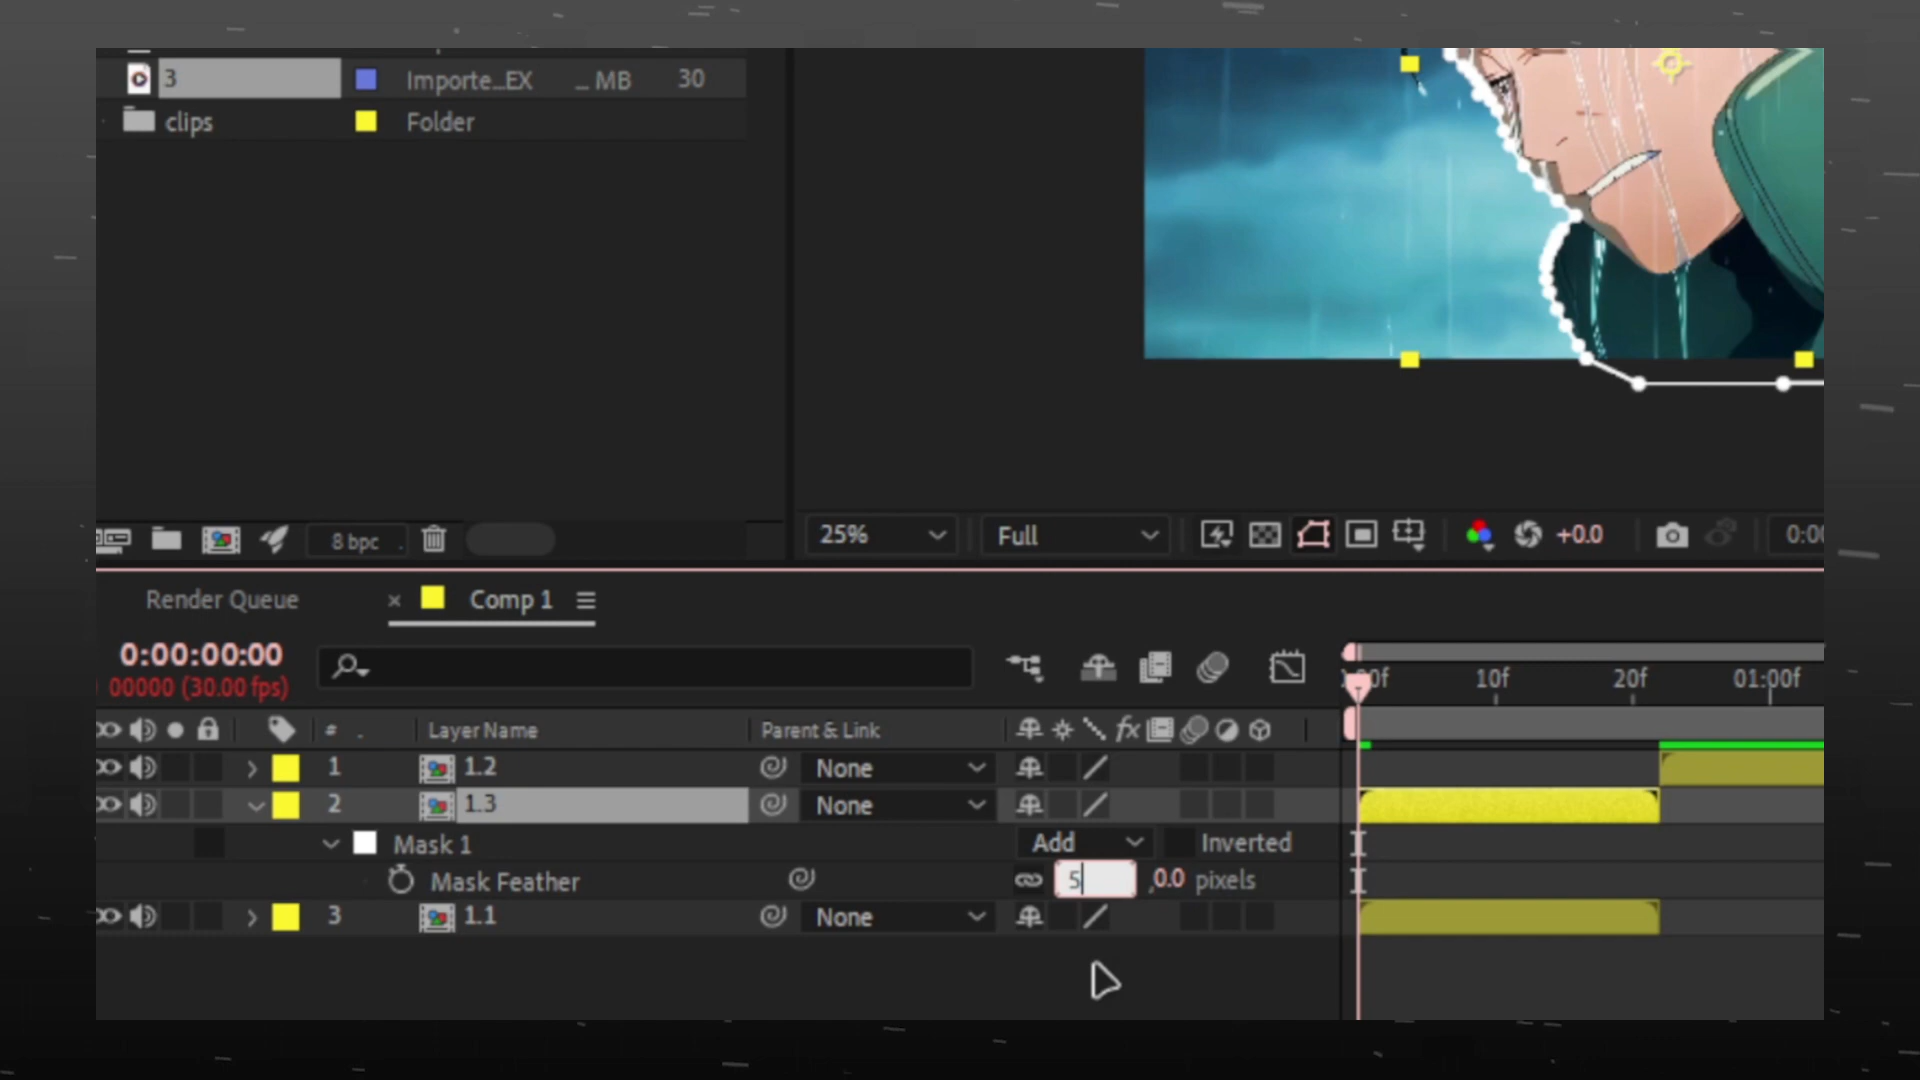 3 Importe...EX ... MB 30
clips Folder
8 bpc
25% Full +0.0
Render Queue × Comp 1
0:00:00:00
00000 (30.00 fps)
10f 20f 01:00f
# . Layer Name Parent & Link fx
1 1.2 None
2 1.3 None
Mask 1 Add Inverted
Mask Feather 5 ,0.0 pixels
3 1.1 None